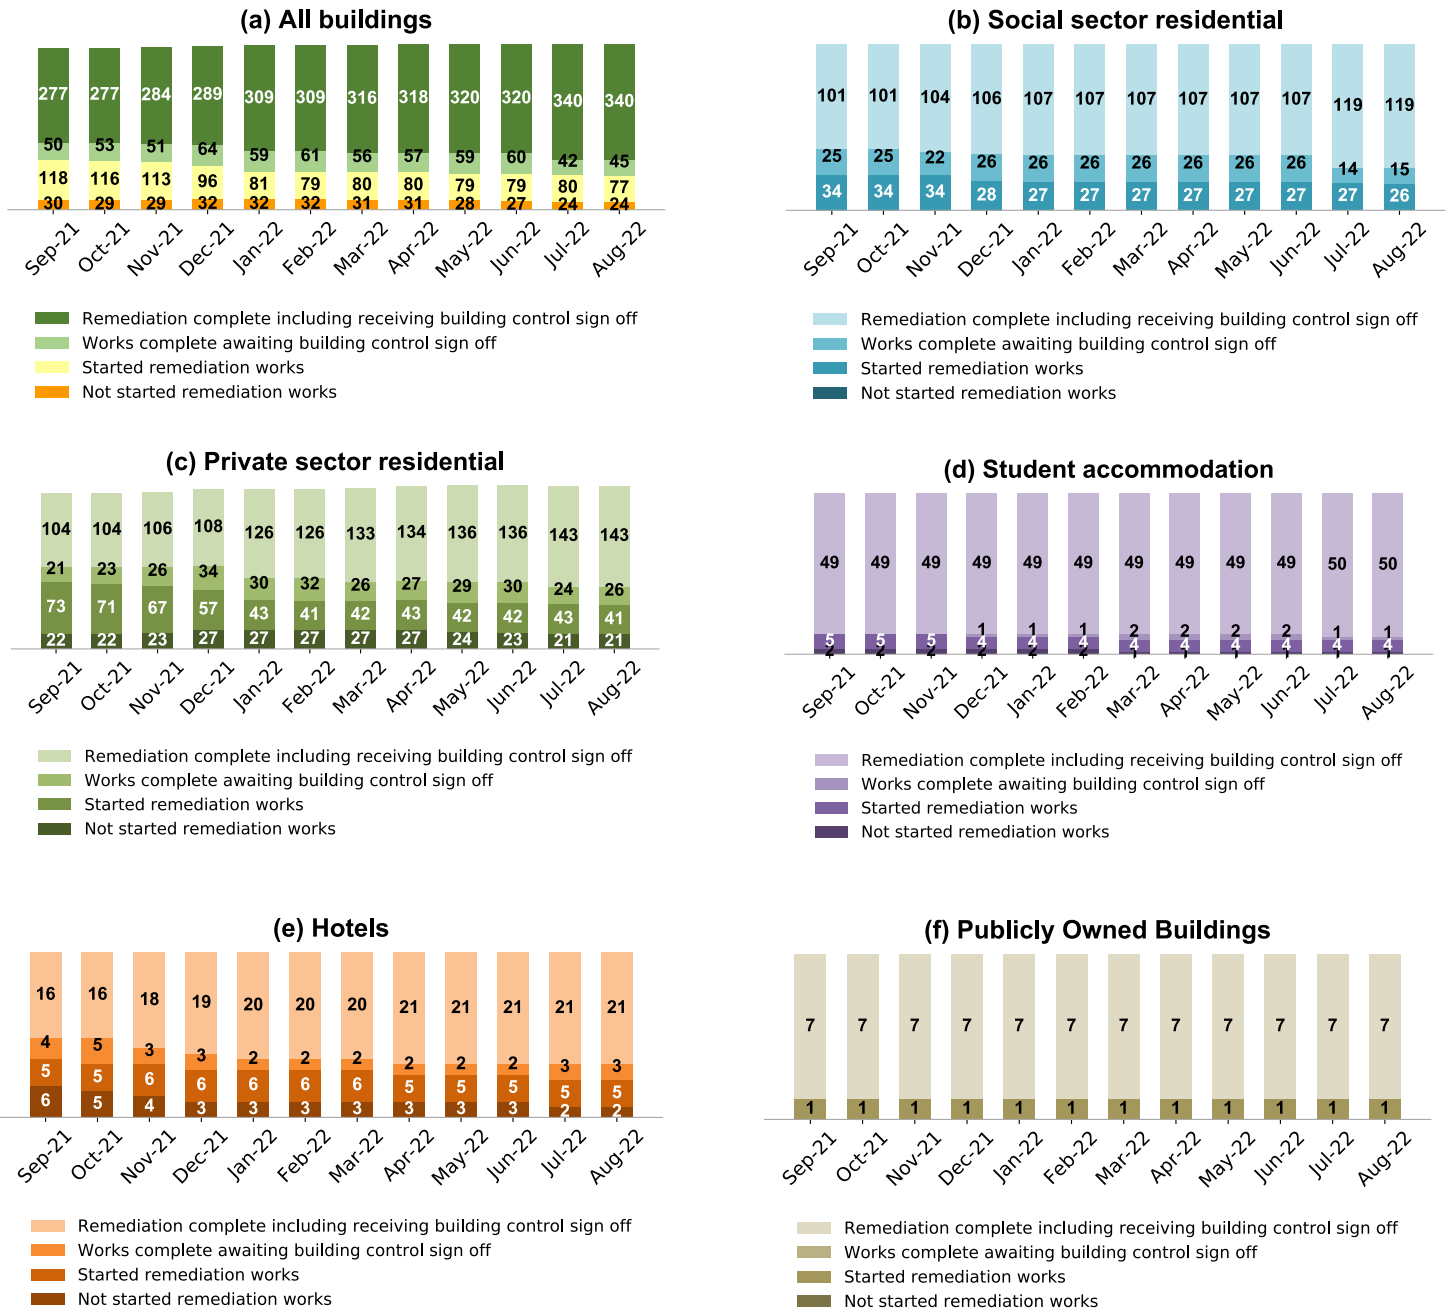 (a) All buildings
277 277 284 289 309 309 316 318 320 320 340 340
50 53 51 64 59 61 56 57 59 60 42 45
118 116 113 96 81 79 80 80 79 79 80 77
30 29 29 32 32 32 31 31 28 27 24 24
Sep-21 Oct-21 Nov-21 Dec-21 Jan-22 Feb-22 Mar-22 Apr-22 May-22 Jun-22 Jul-22 Aug-22
Remediation complete including receiving building control sign off
Works complete awaiting building control sign off
Started remediation works
Not started remediation works
(b) Social sector residential
101 101 104 106 107 107 107 107 107 107 119 119
25 25 22 26 26 26 26 26 26 26 14 15
34 34 34 28 27 27 27 27 27 27 27 26
Sep-21 Oct-21 Nov-21 Dec-21 Jan-22 Feb-22 Mar-22 Apr-22 May-22 Jun-22 Jul-22 Aug-22
Remediation complete including receiving building control sign off
Works complete awaiting building control sign off
Started remediation works
Not started remediation works
(c) Private sector residential
104 104 106 108 126 126 133 134 136 136 143 143
21 23 26 34 30 32 26 27 29 30 24 26
73 71 67 57 43 41 42 43 42 42 43 41
22 22 23 27 27 27 27 27 24 23 21 21
Sep-21 Oct-21 Nov-21 Dec-21 Jan-22 Feb-22 Mar-22 Apr-22 May-22 Jun-22 Jul-22 Aug-22
Remediation complete including receiving building control sign off
Works complete awaiting building control sign off
Started remediation works
Not started remediation works
(d) Student accommodation
49 49 49 49 49 49 49 49 49 49 50 50
1 1 1 2 2 2 2 1 1
5 5 5 4 4 4 4 4 4 4 4 4
2 2 2 2 2 2 1 1 1 1 1 1
Sep-21 Oct-21 Nov-21 Dec-21 Jan-22 Feb-22 Mar-22 Apr-22 May-22 Jun-22 Jul-22 Aug-22
Remediation complete including receiving building control sign off
Works complete awaiting building control sign off
Started remediation works
Not started remediation works
(e) Hotels
16 16 18 19 20 20 20 21 21 21 21 21
4 5 3 3 2 2 2 2 2 2 3 3
5 5 6 6 6 6 6 5 5 5 5 5
6 5 4 3 3 3 3 3 3 3 2 2
Sep-21 Oct-21 Nov-21 Dec-21 Jan-22 Feb-22 Mar-22 Apr-22 May-22 Jun-22 Jul-22 Aug-22
Remediation complete including receiving building control sign off
Works complete awaiting building control sign off
Started remediation works
Not started remediation works
(f) Publicly Owned Buildings
7 7 7 7 7 7 7 7 7 7 7 7
1 1 1 1 1 1 1 1 1 1 1 1
Sep-21 Oct-21 Nov-21 Dec-21 Jan-22 Feb-22 Mar-22 Apr-22 May-22 Jun-22 Jul-22 Aug-22
Remediation complete including receiving building control sign off
Works complete awaiting building control sign off
Started remediation works
Not started remediation works